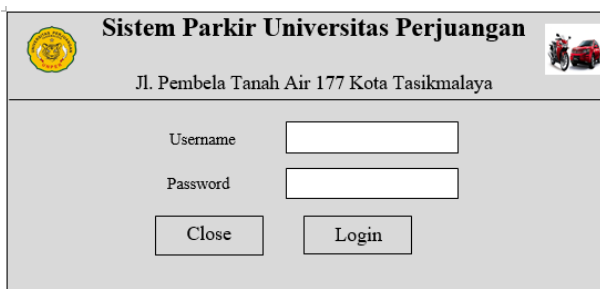 Sistem Parkir Universitas Perjuangan
Jl. Pembela Tanah Air 177 Kota Tasikmalaya
Username
Password
Close Login